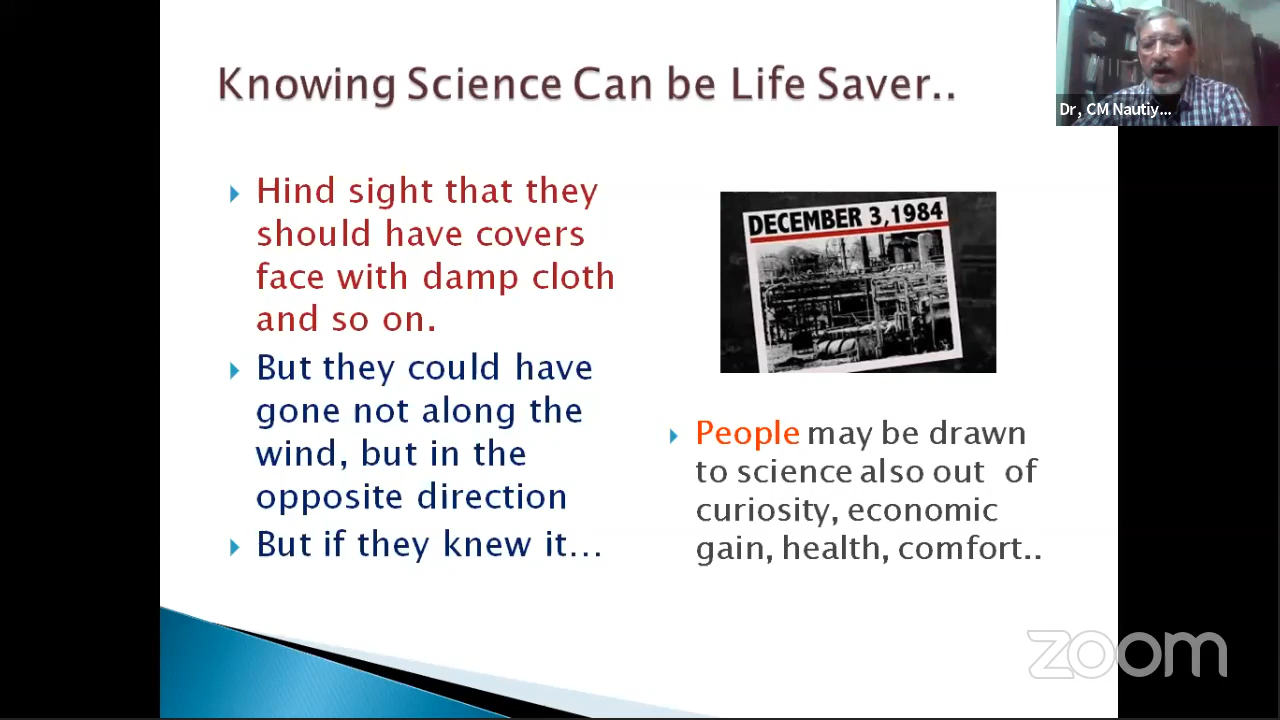 Knowing Science Can be Life Saver..
Dr, CM Nautiy...
Hind sight that they
should have covers
face with damp cloth
and so on.
But they could have
gone not along the
wind, but in the
opposite direction
But if they knew it...
DECEMBER 3,1984
People may be drawn
to science also out of
curiosity, economic
gain, health, comfort..
zoom